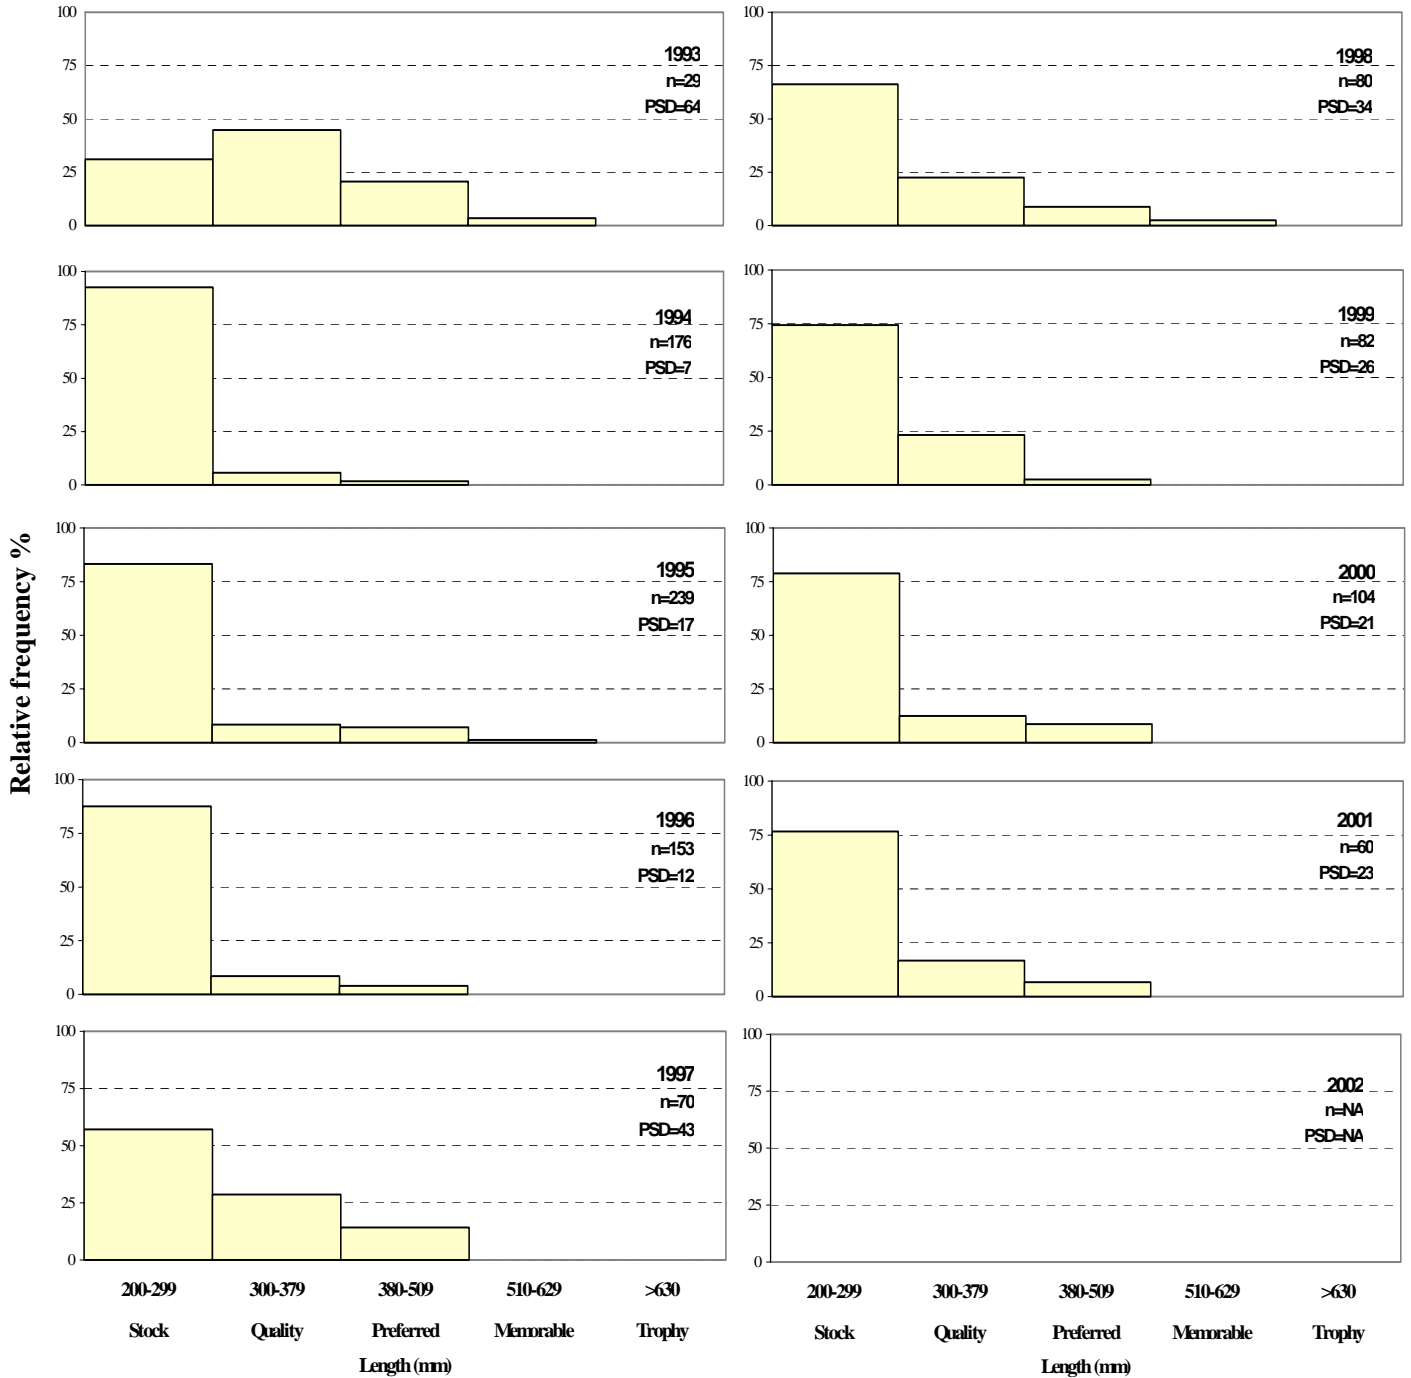 Relative frequency %
100
75
50
25
0
1993
n=29
PSD=64
100
75
50
25
0
1998
n=80
PSD=34
100
75
50
25
0
1994
n=176
PSD=7
100
75
50
25
0
1999
n=82
PSD=26
100
75
50
25
0
1995
n=239
PSD=17
100
75
50
25
0
2000
n=104
PSD=21
100
75
50
25
0
1996
n=153
PSD=12
100
75
50
25
0
2001
n=60
PSD=23
100
75
50
25
0
1997
n=70
PSD=43
100
75
50
25
0
2002
n=NA
PSD=NA
200-299 300-379 380-509 510-629 >630
Stock Quality Preferred Memorable Trophy
Length (mm)
200-299 300-379 380-509 510-629 >630
Stock Quality Preferred Memorable Trophy
Length (mm)